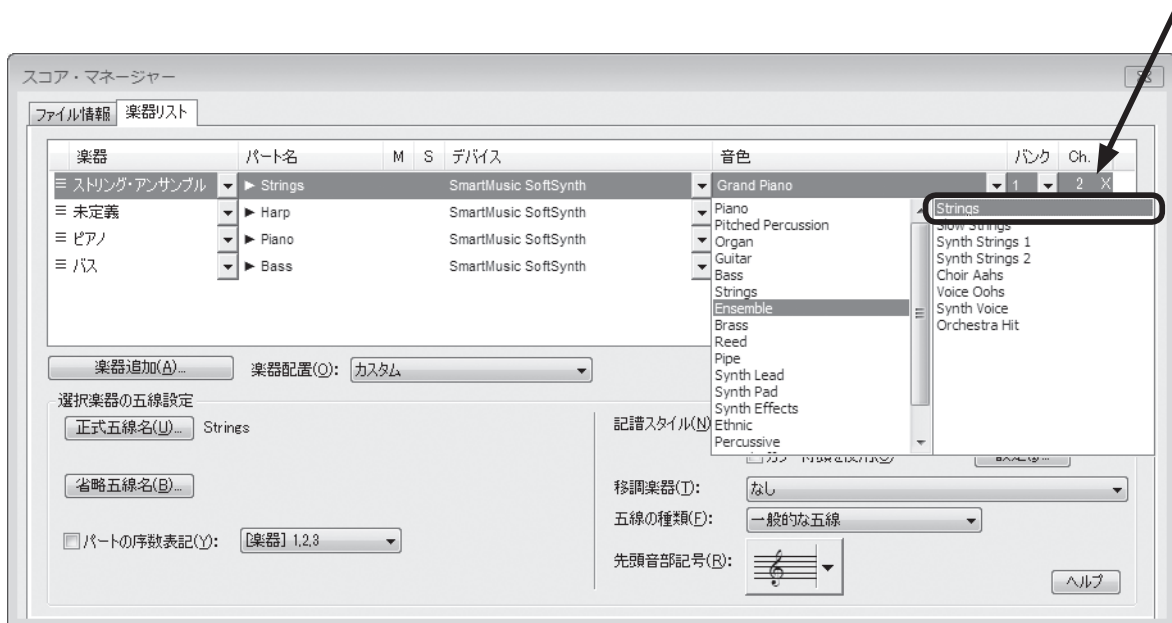 スコア・マネージャー
ファイル情報 楽器リスト
楽器 パート名 M S デバイス 音色 バンク Ch.
ストリング・アンサンブル ▶ Strings SmartMusic SoftSynth Grand Piano 1 2 X
未定義 ▶ Harp SmartMusic SoftSynth
ピアノ ▶ Piano SmartMusic SoftSynth
バス ▶ Bass SmartMusic SoftSynth
Piano
Pitched Percussion
Organ
Guitar
Bass
Strings
Ensemble
Brass
Reed
Pipe
Synth Lead
Synth Pad
Synth Effects
Ethnic
Percussive
Strings
Slow Strings
Synth Strings 1
Synth Strings 2
Choir Aahs
Voice Oohs
Synth Voice
Orchestra Hit
楽器追加(A)... 楽器配置(O): カスタム
選択楽器の五線設定
正式五線名(U)... Strings
省略五線名(B)...
パートの序数表記(Y): [楽器] 1,2,3
記譜スタイル(N)
移調楽器(T): なし
五線の種類(F): 一般的な五線
先頭音部記号(R):
ヘルプ